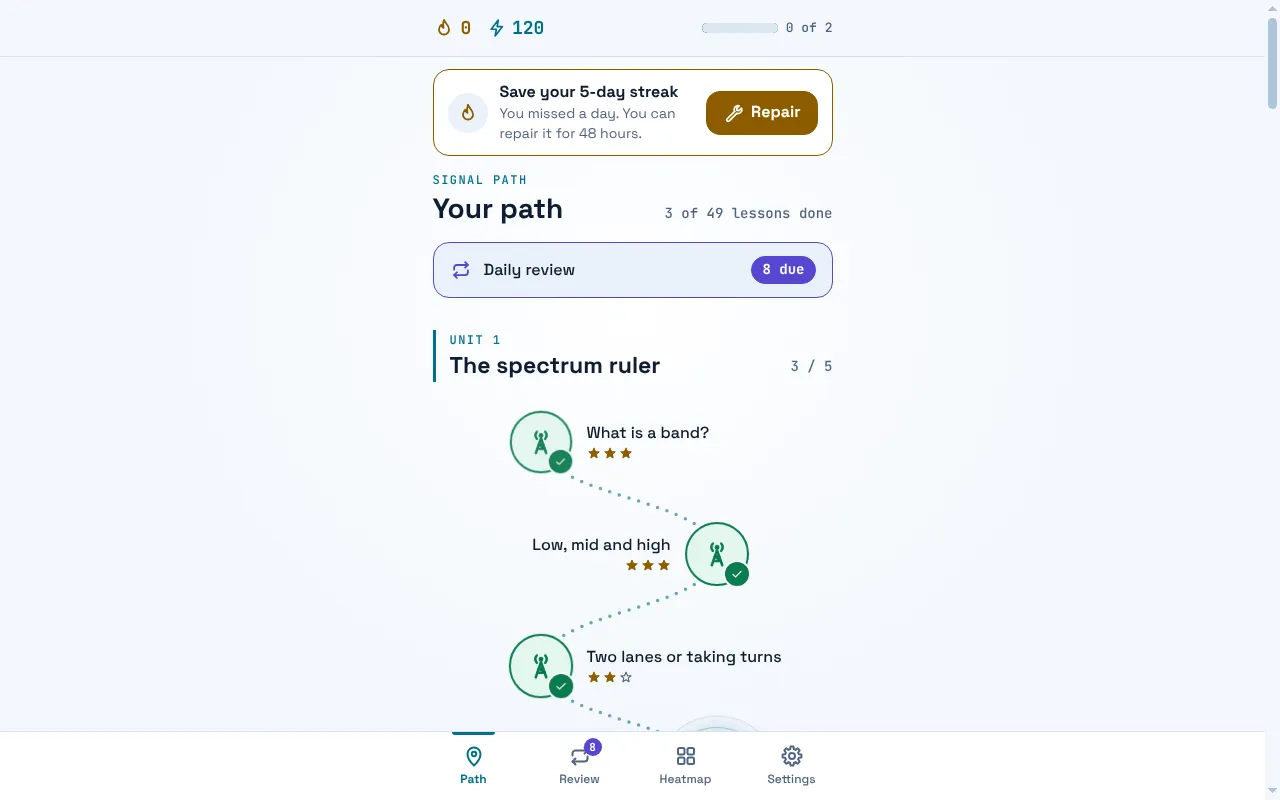 0 120 0 of 2
Save your 5-day streak
You missed a day. You can
repair it for 48 hours.
Repair
SIGNAL PATH
Your path
3 of 49 lessons done
Daily review
8 due
UNIT 1
The spectrum ruler
3 / 5
What is a band?
Low, mid and high
Two lanes or taking turns
8
Path
Review
Heatmap
Settings